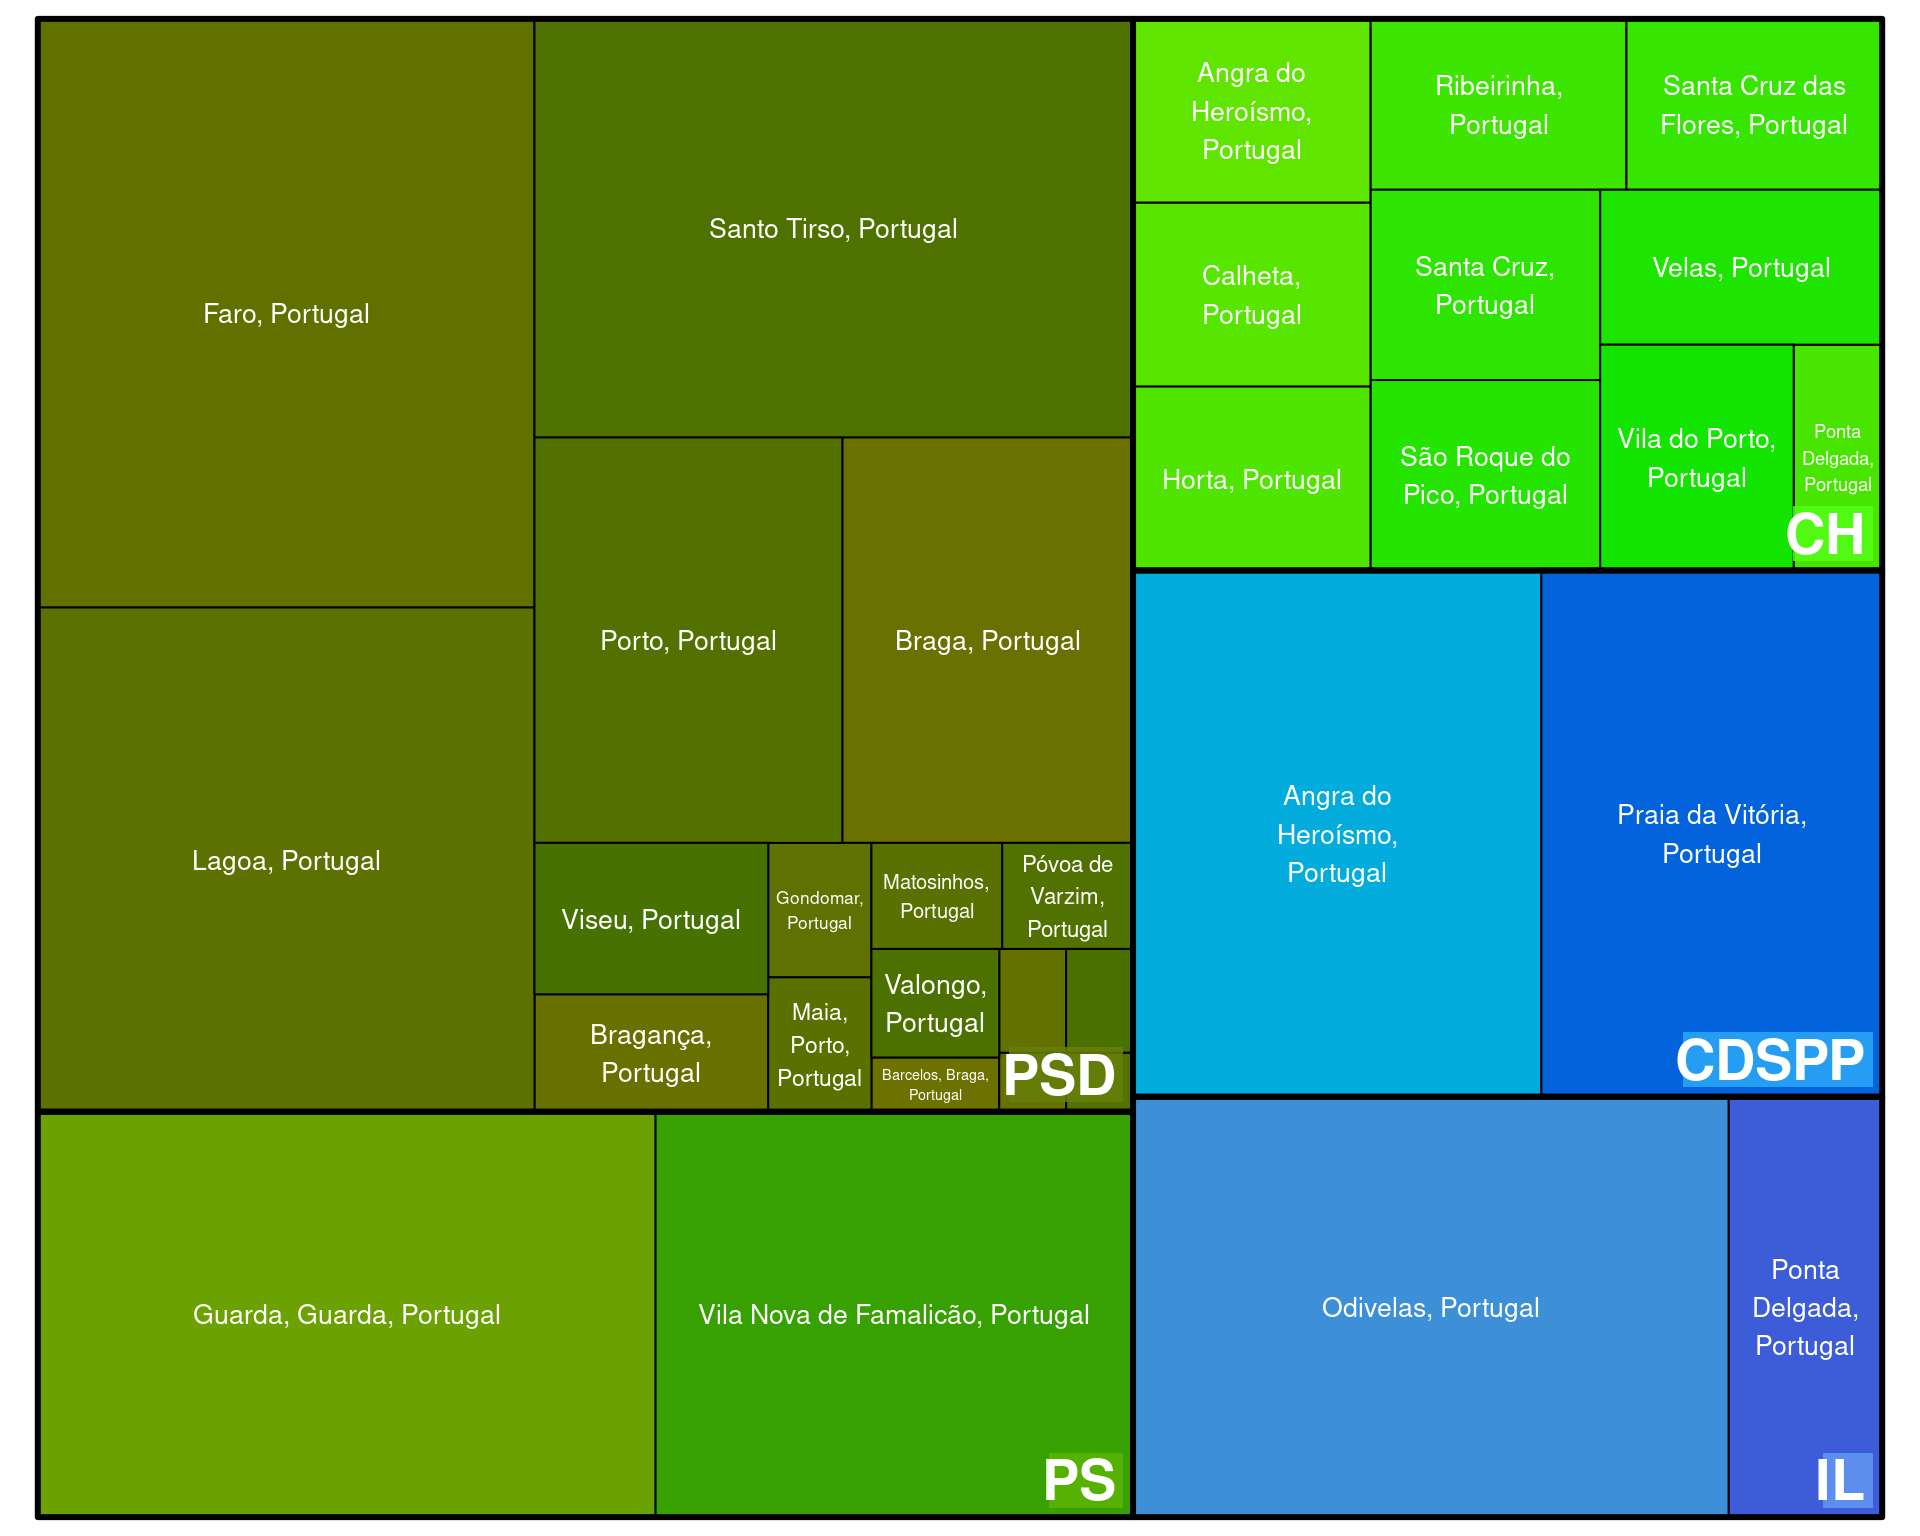 Faro, Portugal
Lagoa, Portugal
Santo Tirso, Portugal
Porto, Portugal
Braga, Portugal
Viseu, Portugal
Bragança,
Portugal
Gondomar,
Portugal
Maia,
Porto,
Portugal
Matosinhos,
Portugal
Póvoa de
Varzim,
Portugal
Valongo,
Portugal
Barcelos, Braga,
Portugal
PSD
Guarda, Guarda, Portugal
Vila Nova de Famalicão, Portugal
PS
Angra do
Heroísmo,
Portugal
Calheta,
Portugal
Horta, Portugal
Ribeirinha,
Portugal
Santa Cruz das
Flores, Portugal
Santa Cruz,
Portugal
São Roque do
Pico, Portugal
Velas, Portugal
Vila do Porto,
Portugal
Ponta
Delgada,
Portugal
CH
Angra do
Heroísmo,
Portugal
Praia da Vitória,
Portugal
CDSPP
Odivelas, Portugal
Ponta
Delgada,
Portugal
IL